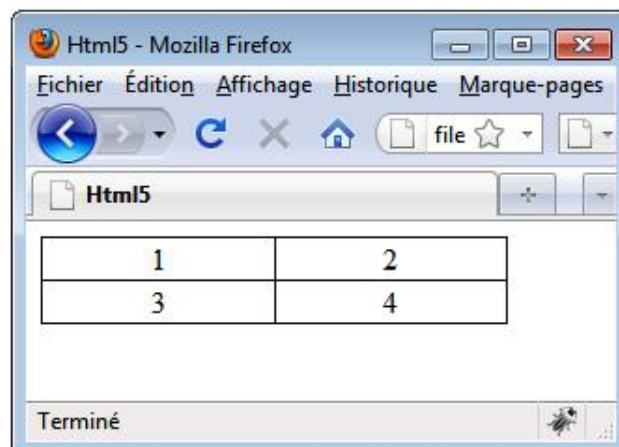 Html5 - Mozilla Firefox
Fichier Édition Affichage Historique Marque-pages
file
Html5
1 2
3 4
Terminé